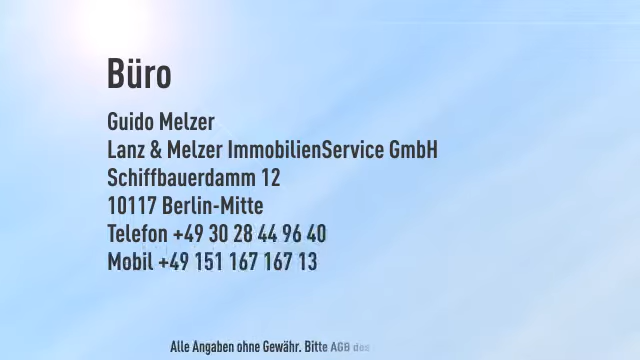 Büro
Guido Melzer
Lanz & Melzer ImmobilienService GmbH
Schiffbauerdamm 12
10117 Berlin-Mitte
Telefon +49 30 28 44 96 40
Mobil +49 151 167 167 13
Alle Angaben ohne Gewähr. Bitte AGB des